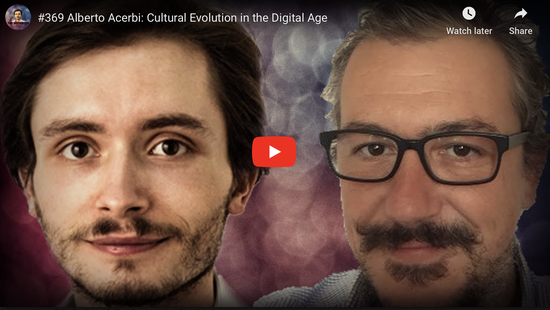 #369 Alberto Acerbi: Cultural Evolution in the Digital Age
Watch later
Share